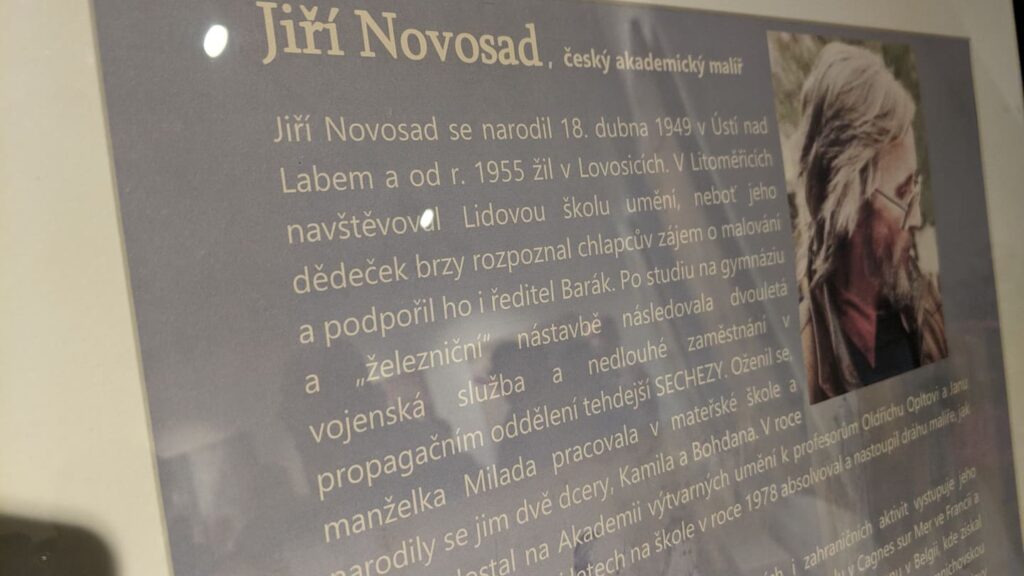 Jiří Novosad, český akademický malíř
Jiří Novosad se narodil 18. dubna 1949 v Ústí nad
Labem a od r. 1955 žil v Lovosicích. V Litoměřicích
navštěvoval Lidovou školu umění, neboť jeho
dědeček brzy rozpoznal chlapcův zájem o malování
a podpořil ho i ředitel Barák. Po studiu na gymnáziu
a „železniční“ nástavbě následovala dvouletá
vojenská služba a nedlouhé zaměstnání v
propagačním oddělení tehdejší SECHEZY. Oženil se,
manželka Milada pracovala v mateřské škole a
narodily se jim dvě dcery, Kamila a Bohdana. V roce
dostal na Akademii výtvarných umění k profesorům Oldřichu Opltovi a Janu
letech na škole v roce 1978 absolvoval a nastoupil dráhu malíře, jak
i zahraničních aktivit vystupuje jeho
v Cagnes sur Mer ve Francii a
v Belgii, kde získal